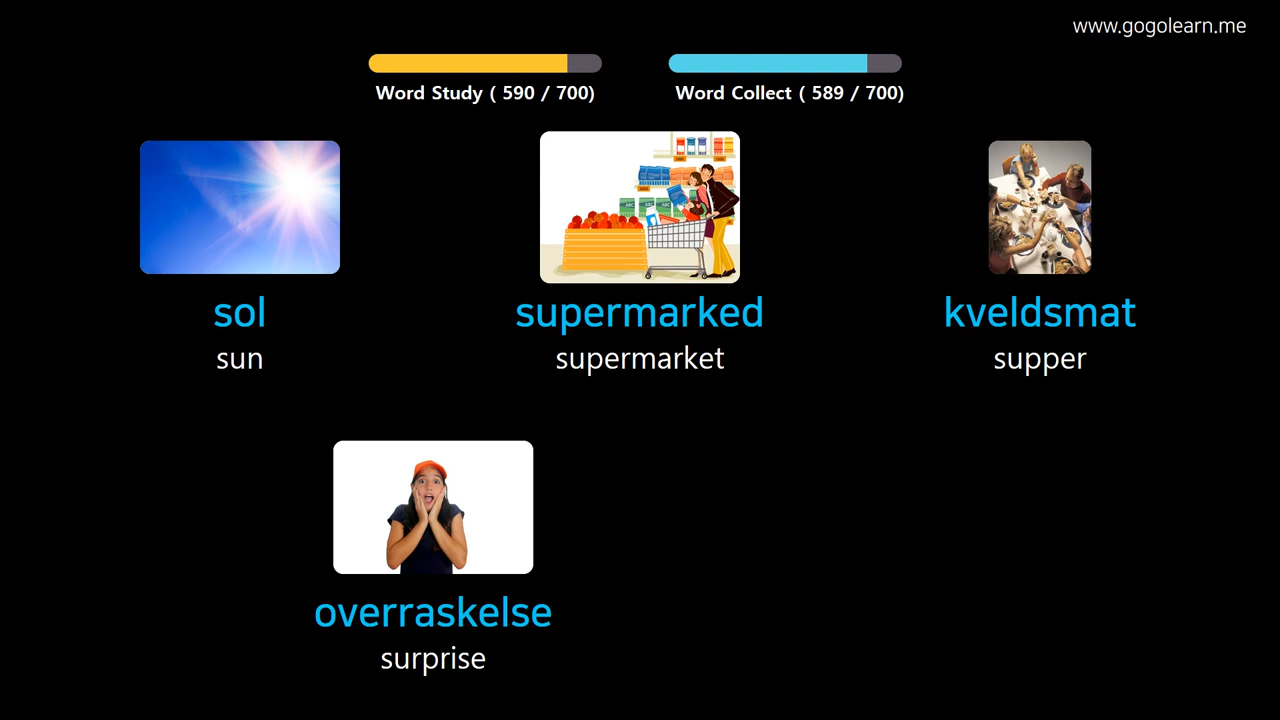 www.gogolearn.me
Word Study ( 590 / 700)
Word Collect ( 589 / 700)
sol
sun
supermarked
supermarket
kveldsmat
supper
overraskelse
surprise